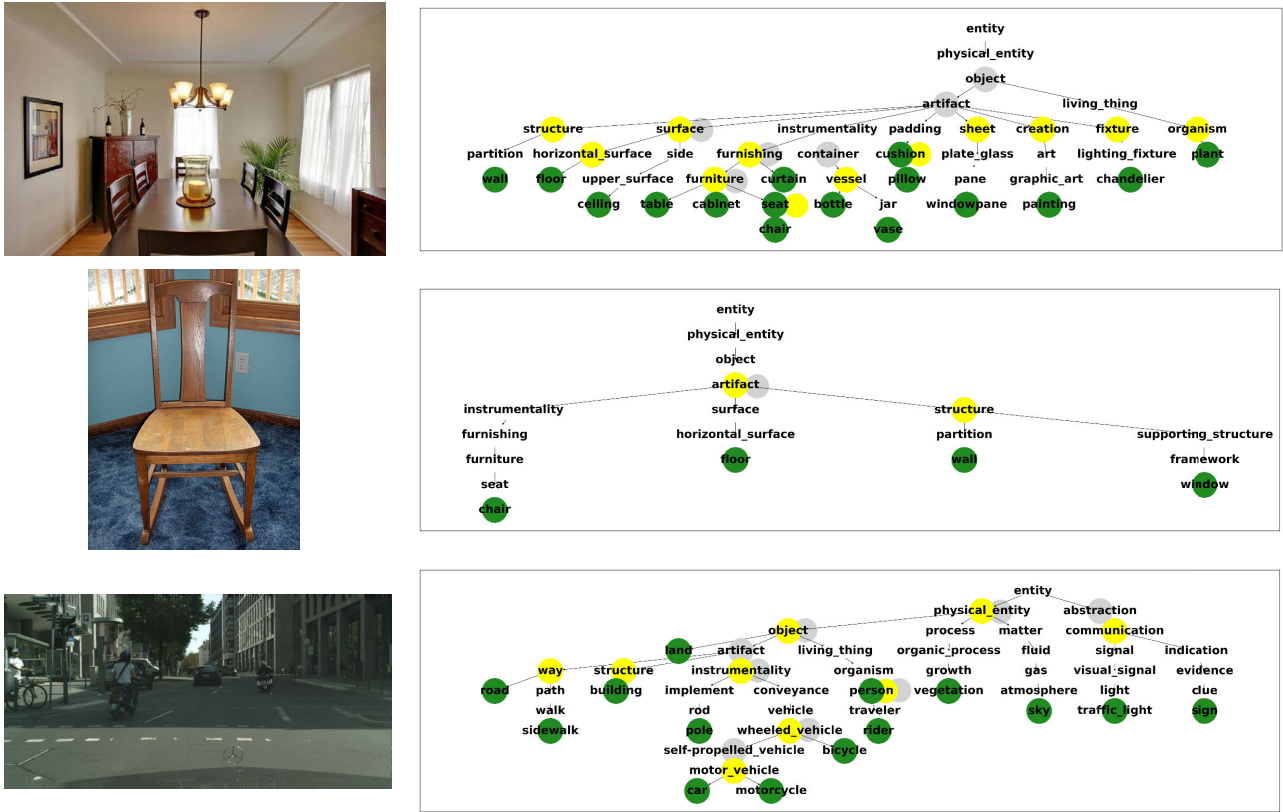 entity
physical_entity
object
artifact living_thing
structure surface instrumentality padding sheet creation fixture organism
partition horizontal_surface side furnishing container cushion plate_glass art lighting_fixture plant
wall floor upper_surface furniture curtain vessel pillow pane graphic_art chandelier
ceiling table cabinet seat bottle jar windowpane painting
chair vase
entity
physical_entity
object
artifact
instrumentality surface structure
furnishing horizontal_surface partition supporting_structure
furniture floor wall framework
seat window
chair
entity
physical_entity abstraction
object process matter communication
land artifact living_thing organic_process fluid signal indication
way structure instrumentality organism growth gas visual_signal evidence
road path building implement conveyance person vegetation atmosphere light clue
walk rod vehicle traveler sky traffic_light sign
sidewalk pole wheeled_vehicle rider
self-propelled_vehicle bicycle
motor_vehicle
car motorcycle